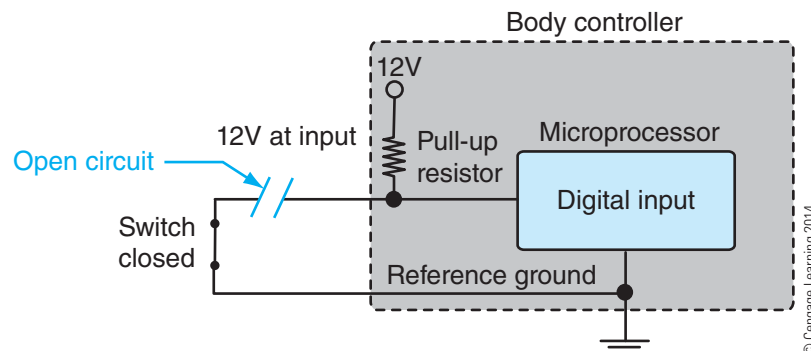 Body controller
12V
12V at input
Pull-up
resistor
Microprocessor
Open circuit
Digital input
Switch
closed
Reference ground
© Cengage Learning 2014